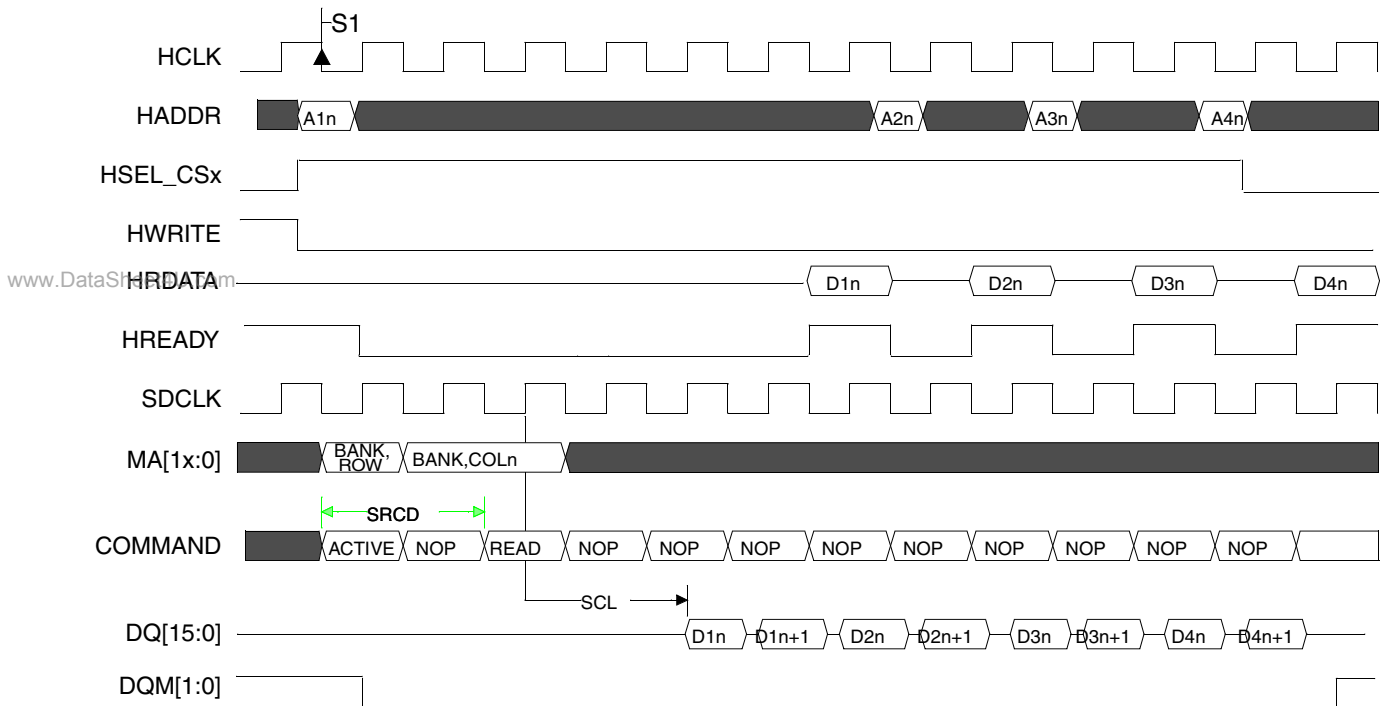 S1
HCLK
HADDR A1n A2n A3n A4n
HSEL_CSx
HWRITE
www.DataSheet4U.com
HRDATA D1n D2n D3n D4n
HREADY
SDCLK
MA[1x:0] BANK, ROW BANK,COLn
SRCD
COMMAND ACTIVE NOP READ NOP NOP NOP NOP NOP NOP NOP NOP NOP
SCL
DQ[15:0] D1n D1n+1 D2n D2n+1 D3n D3n+1 D4n D4n+1
DQM[1:0]